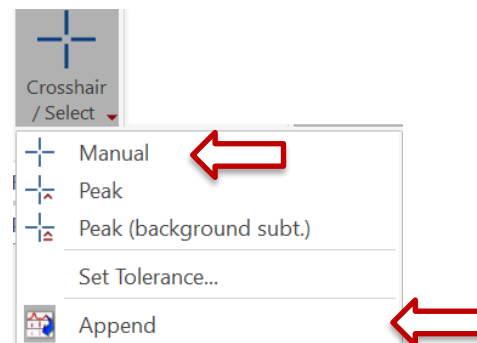 Crosshair
/ Select
Manual
Peak
Peak (background subt.)
Set Tolerance...
Append